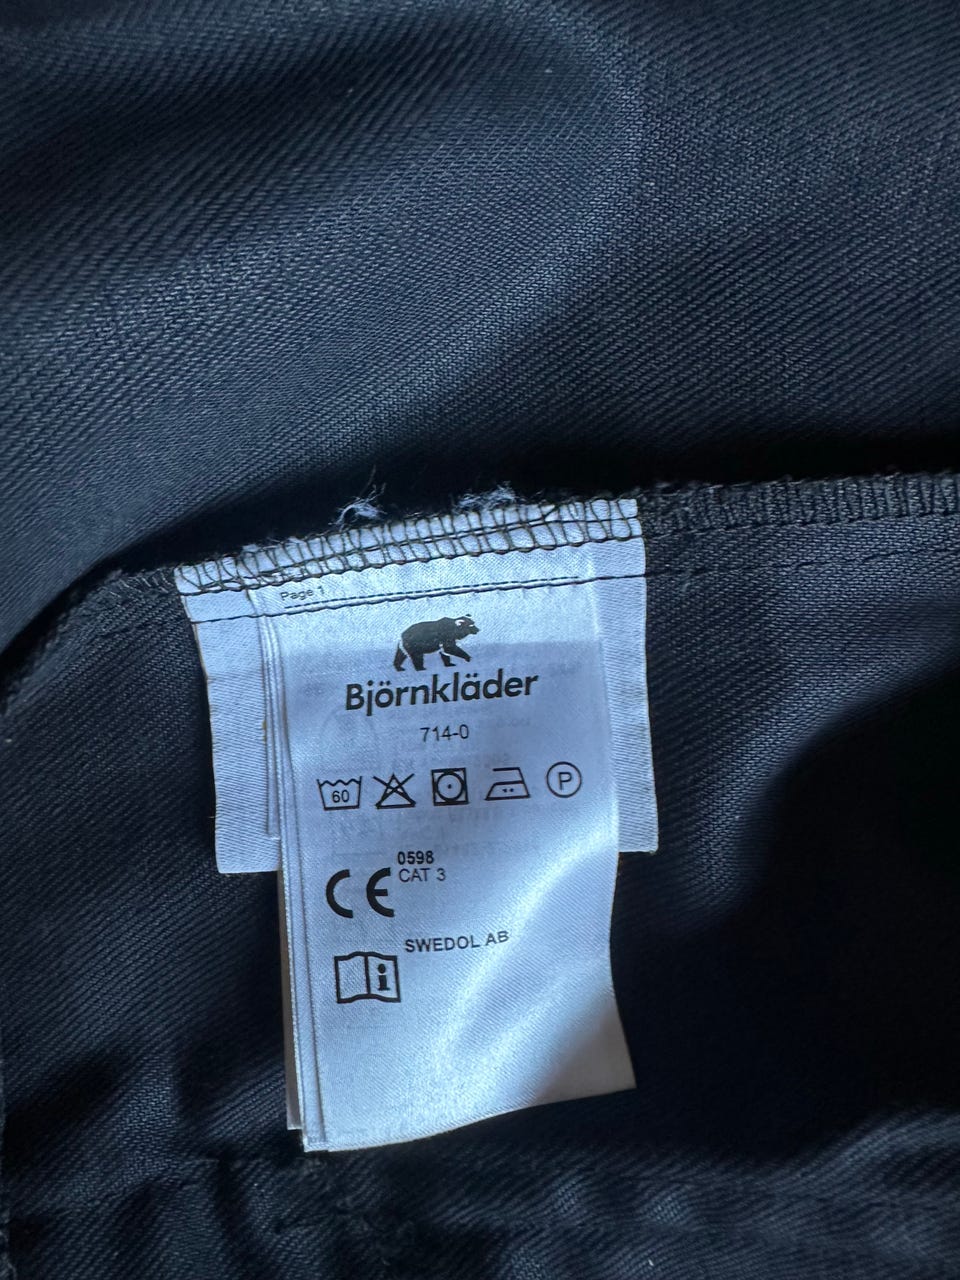 Page 1
Björnkläder
714-0
60
P
0598
CAT 3
CE
SWEDOL AB
i